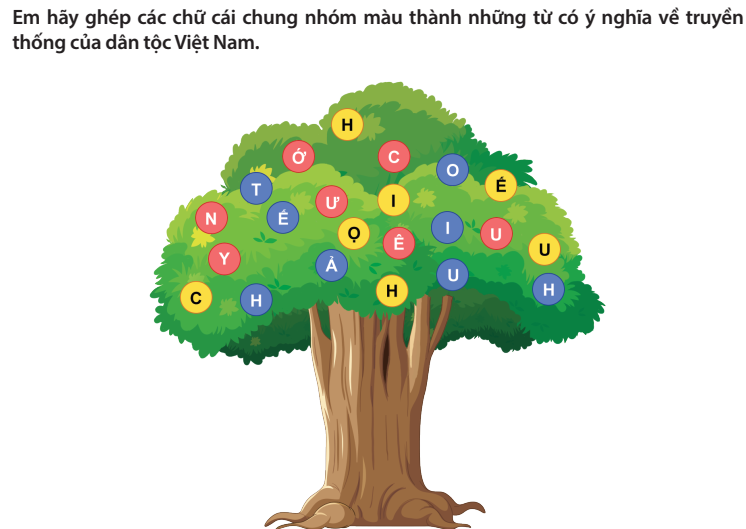 Em hãy ghép các chữ cái chung nhóm màu thành những từ có ý nghĩa về truyền
thống của dân tộc Việt Nam.
H
Ớ C
O
T I É
N É Ư
Ọ Ê I U U
Y Ả U
C H H H